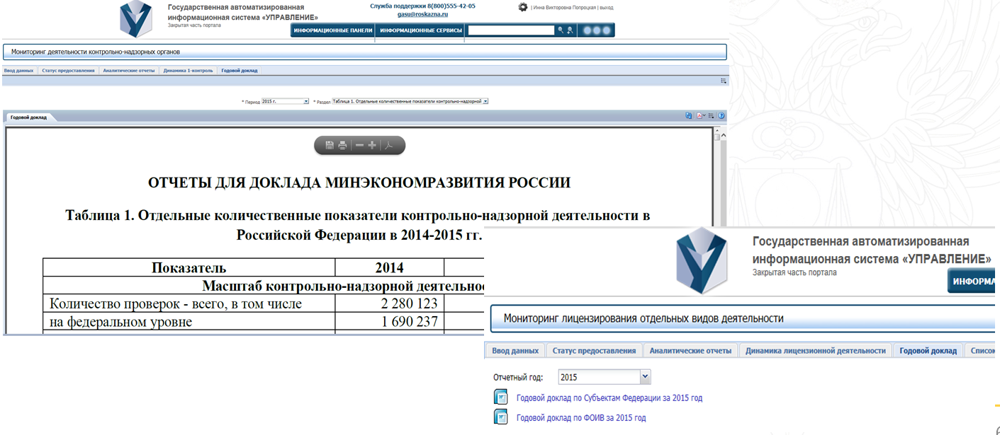 Государственная автоматизированная
информационная система «УПРАВЛЕНИЕ»
Закрытая часть портала
Служба поддержки 8(800)555-42-05
gasu@roskazna.ru
| Инна Викторовна Попроцкая | выход
ИНФОРМАЦИОННЫЕ ПАНЕЛИ ИНФОРМАЦИОННЫЕ СЕРВИСЫ
Мониторинг деятельности контрольно-надзорных органов
Ввод данных Статус предоставления Аналитические отчеты Динамика 1-контроль Годовой доклад
* Период 2015 г. * Раздел Таблица 1. Отдельные количественные показатели контрольно-надзорной
Годовой доклад
ОТЧЕТЫ ДЛЯ ДОКЛАДА МИНЭКОНОМРАЗВИТИЯ РОССИИ
Таблица 1. Отдельные количественные показатели контрольно-надзорной деятельности в
Российской Федерации в 2014-2015 гг.
Показатель 2014
Масштаб контрольно-надзорной деятельнос
Количество проверок - всего, в том числе 2 280 123
на федеральном уровне 1 690 237
Государственная автоматизированная
информационная система «УПРАВЛЕНИЕ»
Закрытая часть портала
ИНФОРМА
Мониторинг лицензирования отдельных видов деятельности
Ввод данных Статус предоставления Аналитические отчеты Динамика лицензионной деятельности Годовой доклад Список
Отчетный год: 2015
Годовой доклад по Субъектам Федерации за 2015 год
Годовой доклад по ФОИВ за 2015 год